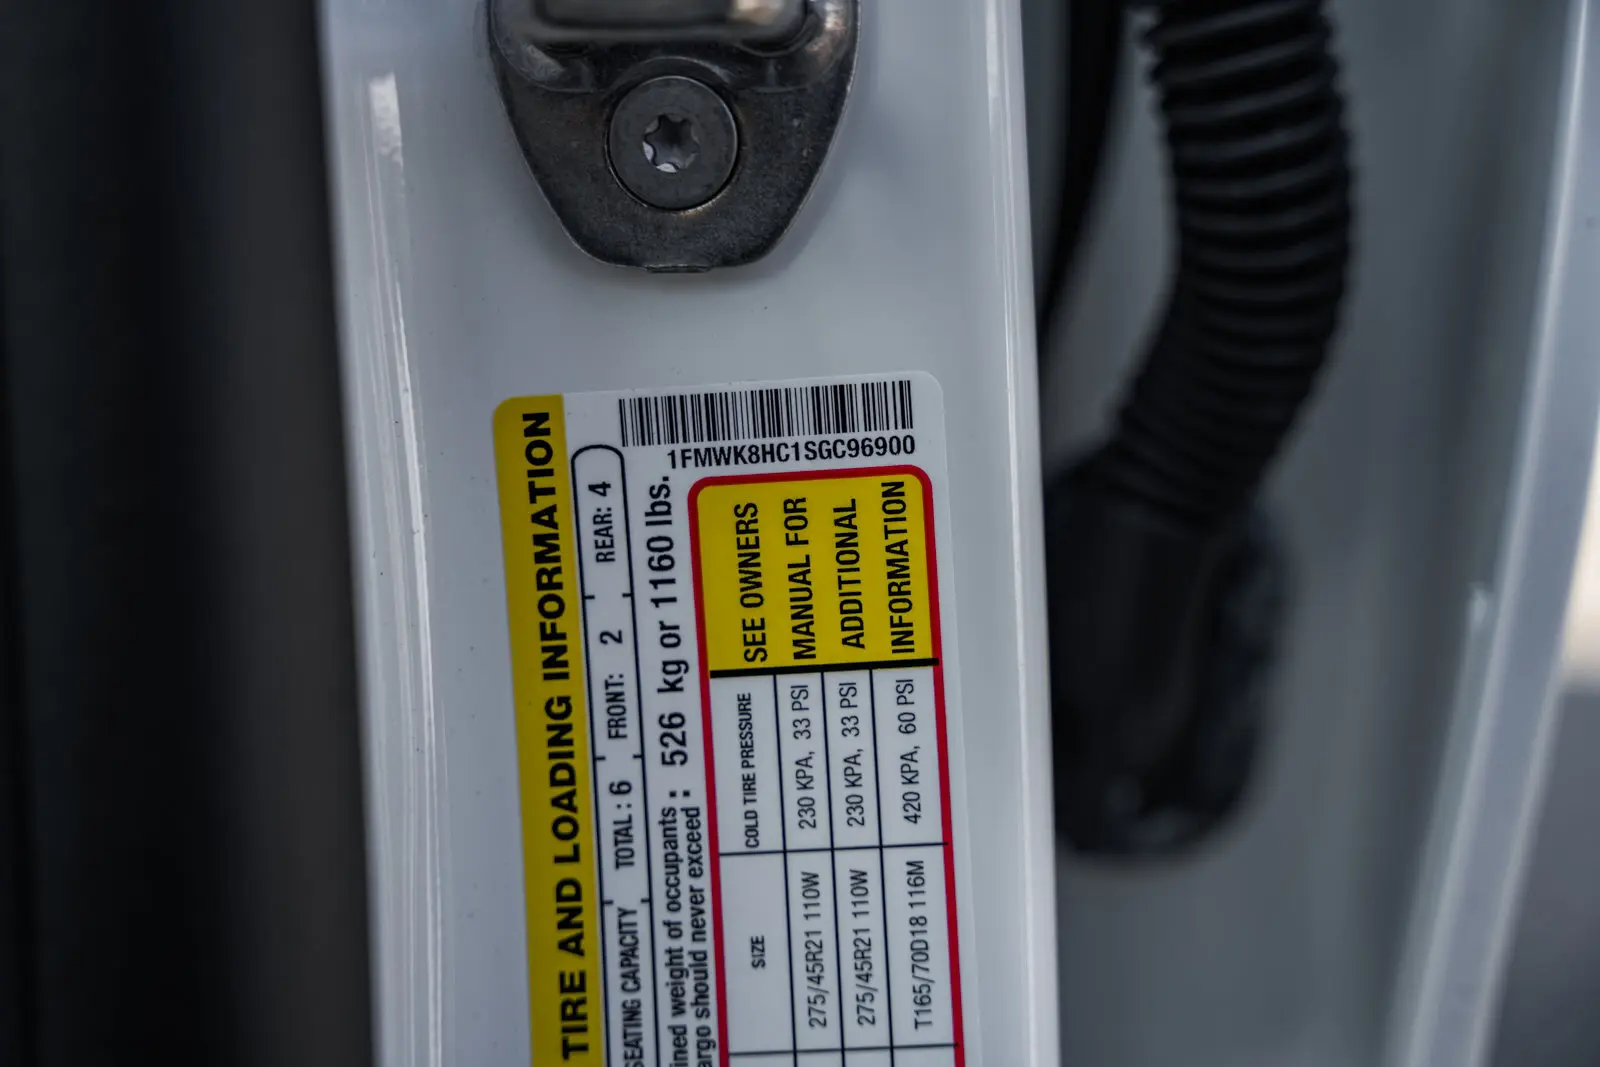 1FMWK8HC1SGC96900
TIRE AND LOADING INFORMATION
SEATING CAPACITY TOTAL : 6 FRONT: 2 REAR: 4
ined weight of occupants :
argo should never exceed :
526 kg or 1160 lbs.
SIZE COLD TIRE PRESSURE
275/45R21 110W 230 KPA, 33 PSI
275/45R21 110W 230 KPA, 33 PSI
T165/70D18 116M 420 KPA, 60 PSI
SEE OWNERS
MANUAL FOR
ADDITIONAL
INFORMATION